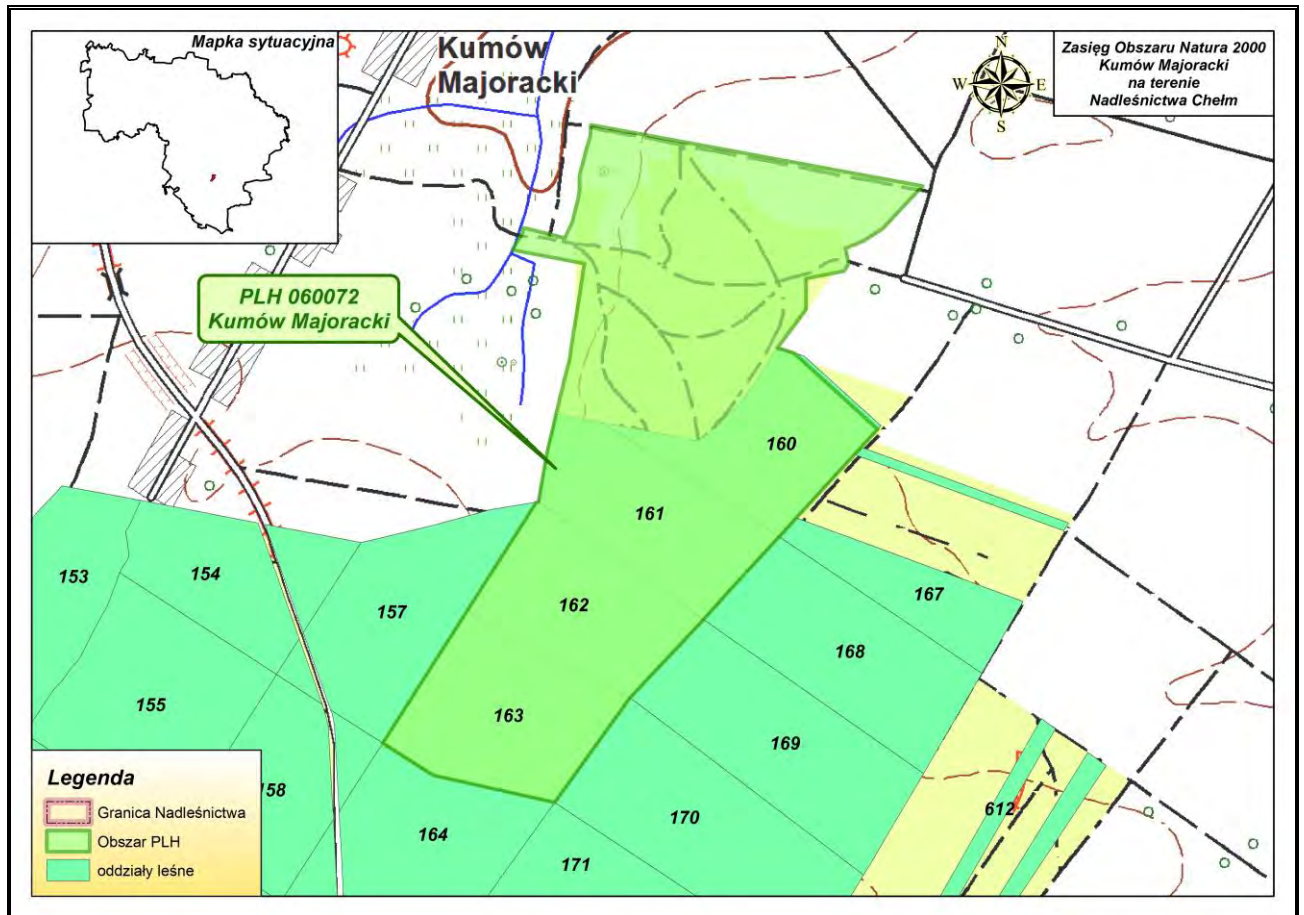 Mapka sytuacyjna
Kumów
Majoracki
N
W E
S
Zasięg Obszaru Natura 2000
Kumów Majoracki
na terenie
Nadleśnictwa Chełm
PLH 060072
Kumów Majoracki
160
161
153
154
157
162
167
168
155
163
169
158
164
170
171
612
Legenda
Granica Nadleśnictwa
Obszar PLH
oddziały leśne